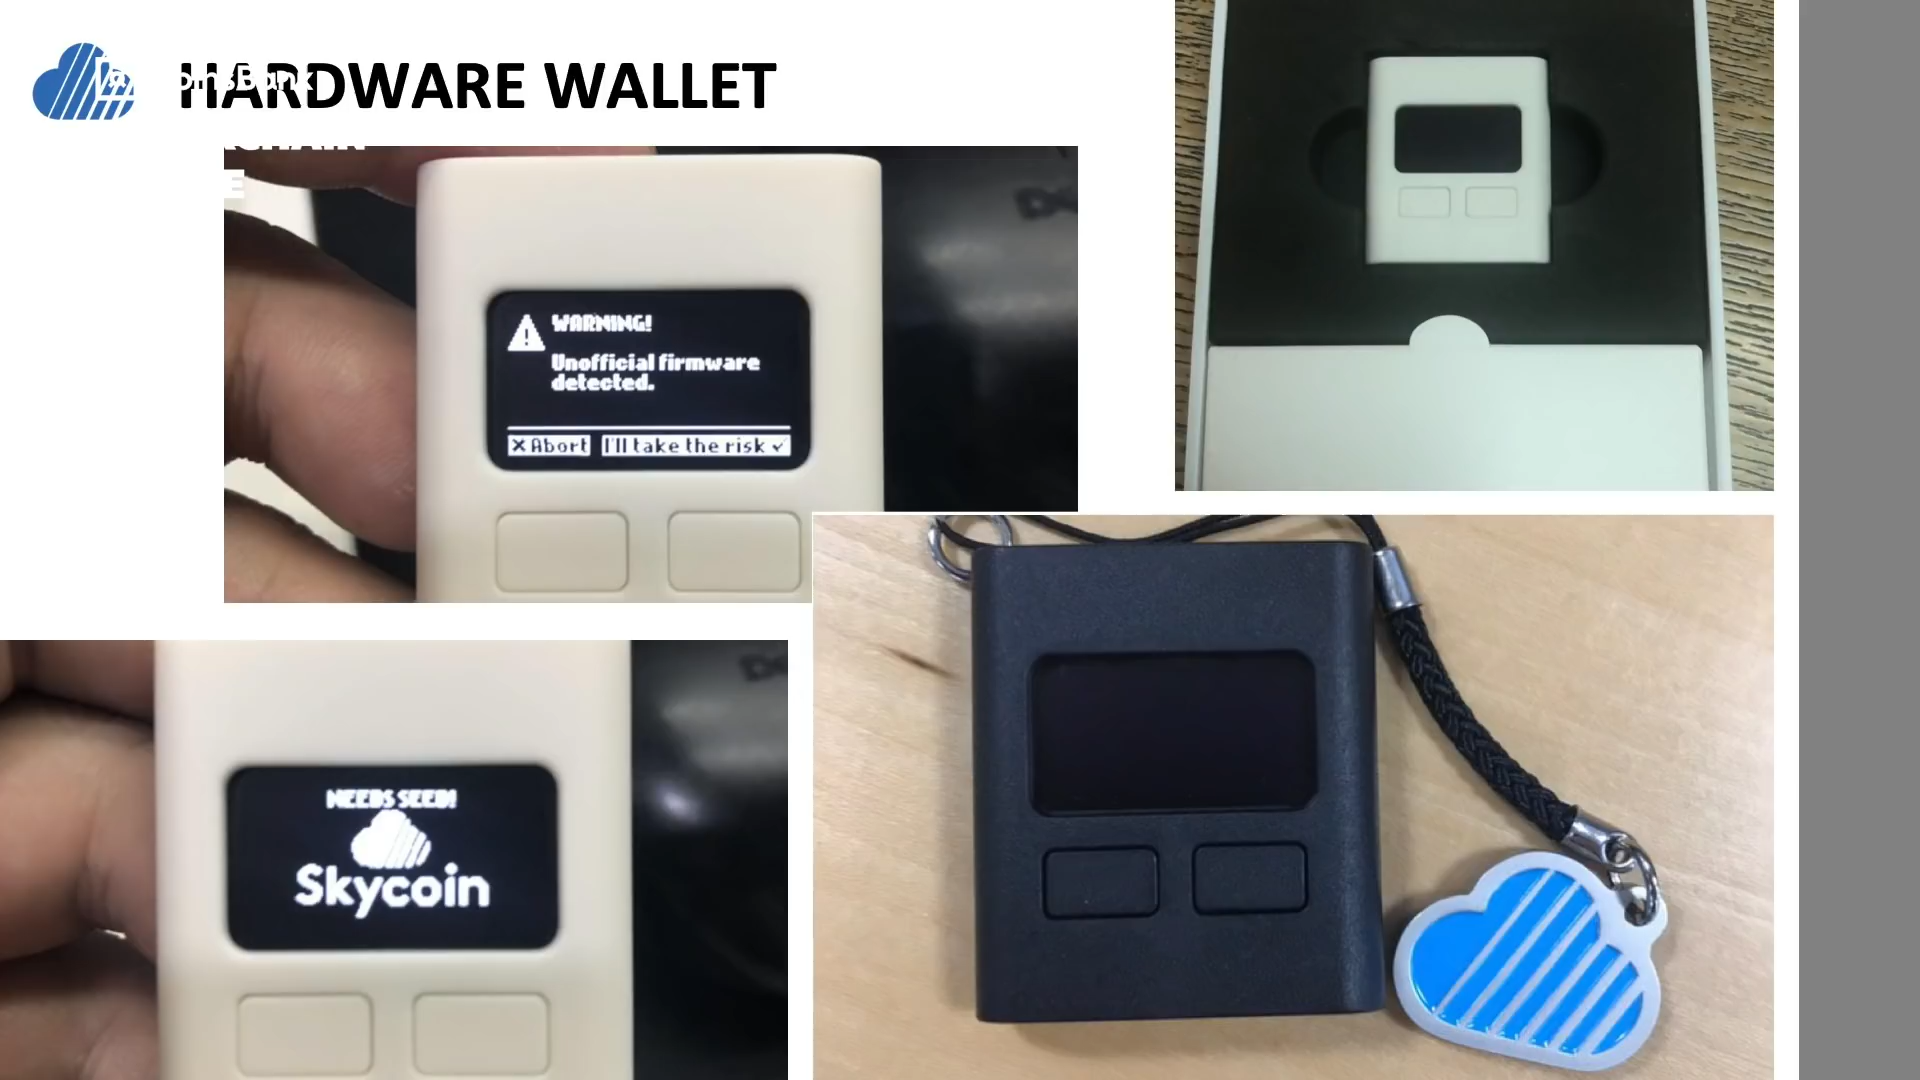 HARDWARE WALLET
WARNING!
Unofficial firmware
detected.
Abort I'll take the risk
NEEDS SEED!
Skycoin